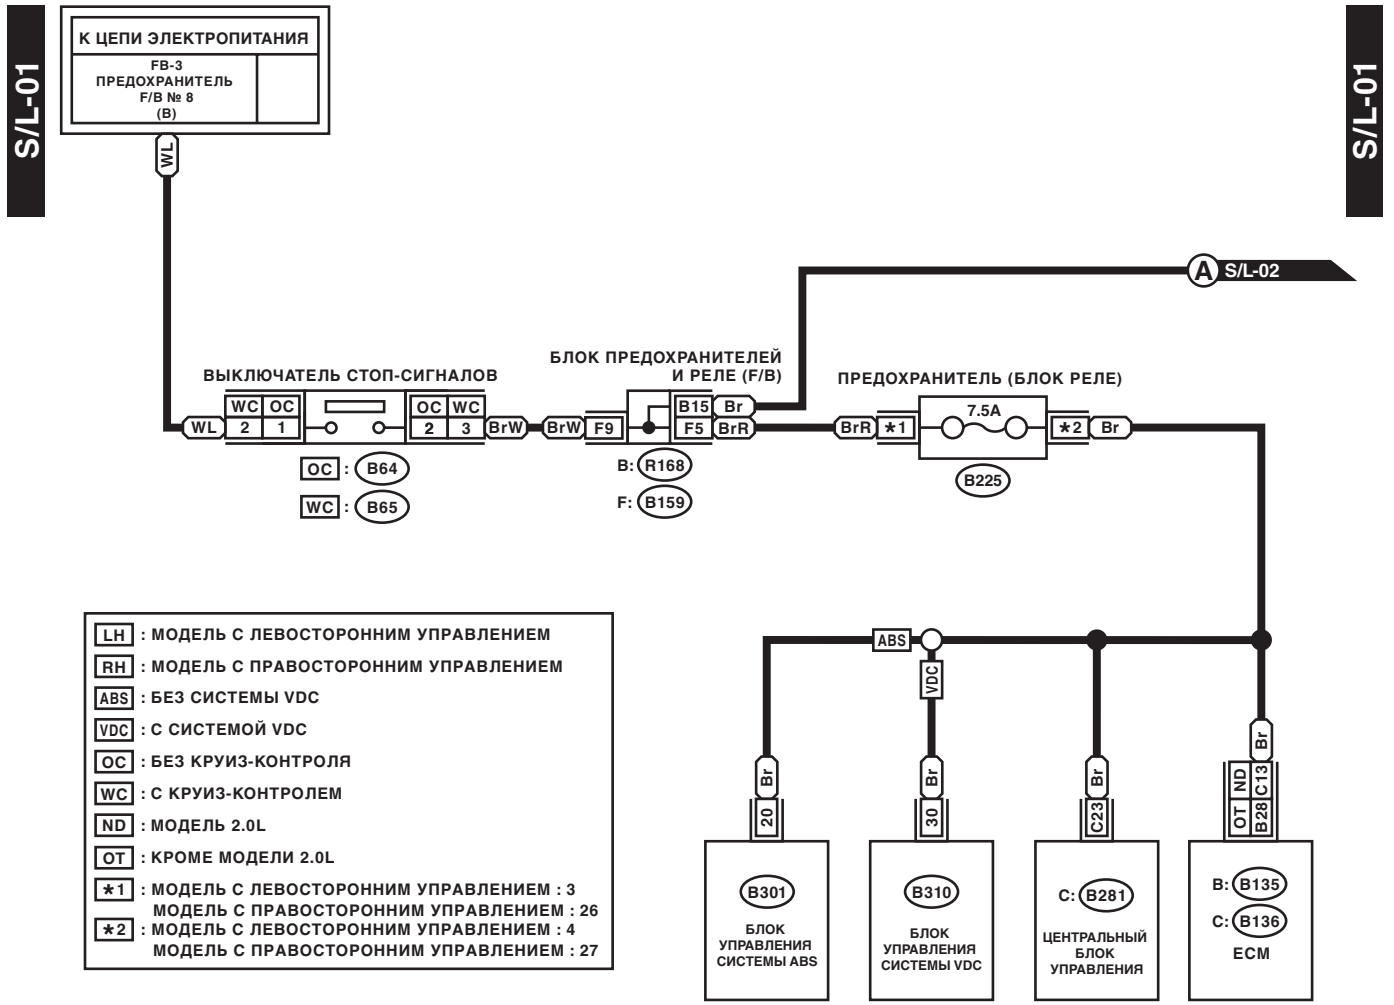 S/L-01
S/L-01
К ЦЕПИ ЭЛЕКТРОПИТАНИЯ
FB-3
ПРЕДОХРАНИТЕЛЬ
F/B № 8
(B)
WL
A S/L-02
БЛОК ПРЕДОХРАНИТЕЛЕЙ
И РЕЛЕ (F/B)
ВЫКЛЮЧАТЕЛЬ СТОП-СИГНАЛОВ
ПРЕДОХРАНИТЕЛЬ (БЛОК РЕЛЕ)
WC OC OC WC B15 Br 7.5A
WL 2 1 2 3 BrW BrW F9 F5 BrR BrR *1 *2 Br
OC : B64 B: R168 B225
WC : B65 F: B159
LH : МОДЕЛЬ С ЛЕВОСТОРОННИМ УПРАВЛЕНИЕМ
RH : МОДЕЛЬ С ПРАВОСТОРОННИМ УПРАВЛЕНИЕМ
ABS : БЕЗ СИСТЕМЫ VDC
VDC : С СИСТЕМОЙ VDC
OC : БЕЗ КРУИЗ-КОНТРОЛЯ
WC : С КРУИЗ-КОНТРОЛЕМ
ND : МОДЕЛЬ 2.0L
OT : КРОМЕ МОДЕЛИ 2.0L
*1 : МОДЕЛЬ С ЛЕВОСТОРОННИМ УПРАВЛЕНИЕМ : 3
МОДЕЛЬ С ПРАВОСТОРОННИМ УПРАВЛЕНИЕМ : 26
*2 : МОДЕЛЬ С ЛЕВОСТОРОННИМ УПРАВЛЕНИЕМ : 4
МОДЕЛЬ С ПРАВОСТОРОННИМ УПРАВЛЕНИЕМ : 27
ABS
VDC
Br
20
B301
БЛОК
УПРАВЛЕНИЯ
СИСТЕМЫ ABS
Br
30
B310
БЛОК
УПРАВЛЕНИЯ
СИСТЕМЫ VDC
Br
C23
C: B281
ЦЕНТРАЛЬНЫЙ
БЛОК
УПРАВЛЕНИЯ
Br
ND C13
OT B28
B: B135
C: B136
ECM